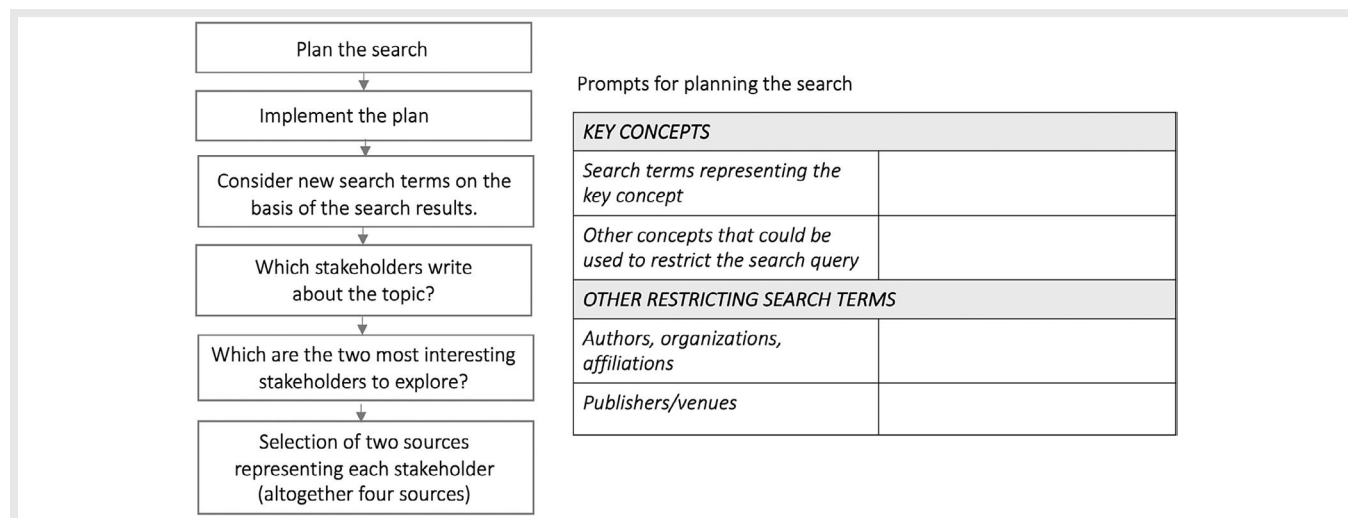 Plan the search
Implement the plan
Consider new search terms on the
basis of the search results.
Which stakeholders write
about the topic?
Which are the two most interesting
stakeholders to explore?
Selection of two sources
representing each stakeholder
(altogether four sources)
Prompts for planning the search
KEY CONCEPTS
Search terms representing the
key concept
Other concepts that could be
used to restrict the search query
OTHER RESTRICTING SEARCH TERMS
Authors, organizations,
affiliations
Publishers/venues